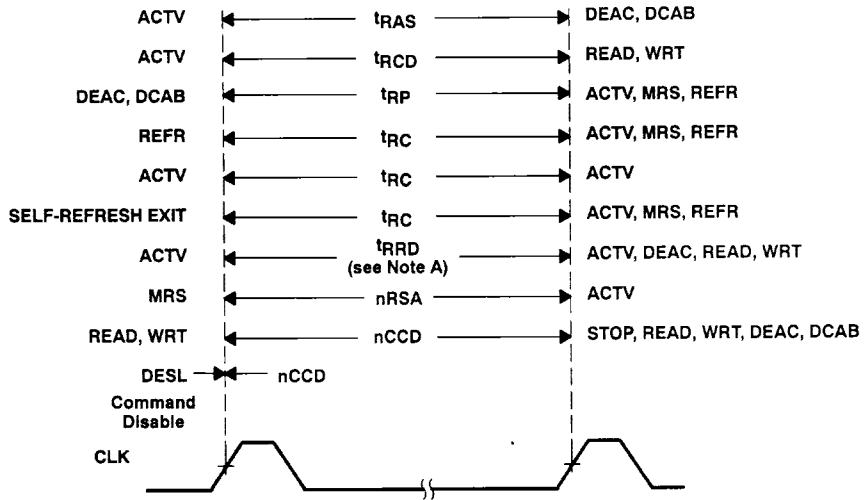 ACTV tRAS DEAC, DCAB
ACTV tRCD READ, WRT
DEAC, DCAB tRP ACTV, MRS, REFR
REFR tRC ACTV, MRS, REFR
ACTV tRC ACTV
SELF-REFRESH EXIT tRC ACTV, MRS, REFR
ACTV tRRD ACTV, DEAC, READ, WRT
(see Note A)
MRS nRSA ACTV
READ, WRT nCCD STOP, READ, WRT, DEAC, DCAB
DESL nCCD
Command
Disable
CLK